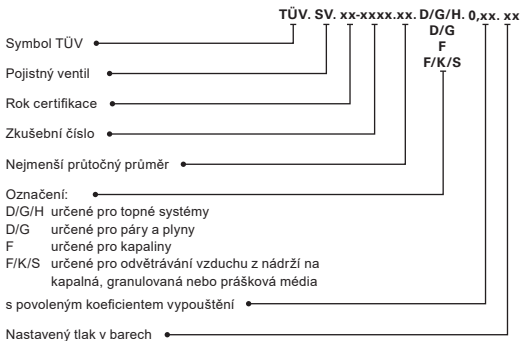 TÜV. SV. xx-xxxx.xx. D/G/H. 0,xx. xx
D/G
F
F/K/S
Symbol TÜV
Pojistný ventil
Rok certifikace
Zkušební číslo
Nejmenší průtočný průměr
Označení:
D/G/H určené pro topné systémy
D/G určené pro páry a plyny
F určené pro kapaliny
F/K/S určené pro odvětrávání vzduchu z nádrží na
kapalná, granulovaná nebo prášková média
s povoleným koeficientem vypouštění
Nastavený tlak v barech